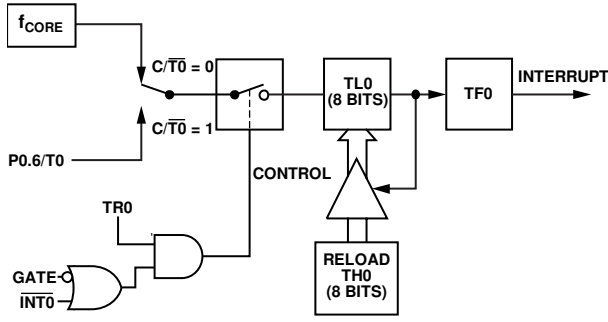 fCORE
C/T0 = 0
C/T0 = 1
P0.6/T0
TL0
(8 BITS)
TF0
INTERRUPT
CONTROL
TR0
GATE
INT0
RELOAD
TH0
(8 BITS)